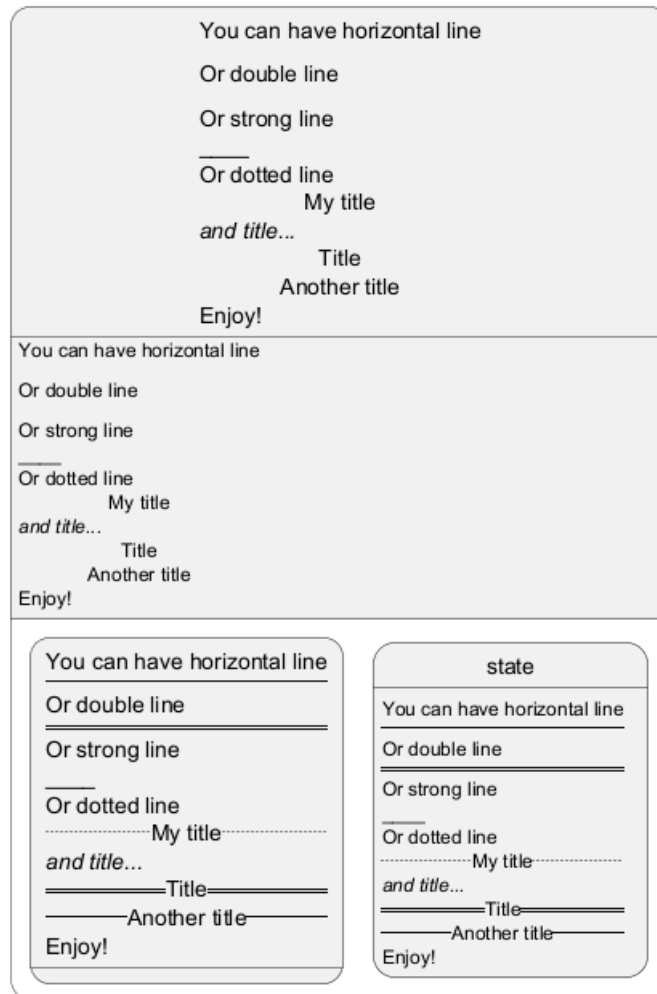 You can have horizontal line
Or double line
Or strong line
____
Or dotted line
My title
and title...
Title
Another title
Enjoy!
You can have horizontal line
Or double line
Or strong line
____
Or dotted line
My title
and title...
Title
Another title
Enjoy!
You can have horizontal line
Or double line
Or strong line
____
Or dotted line
My title
and title...
Title
Another title
Enjoy!
state
You can have horizontal line
Or double line
Or strong line
____
Or dotted line
My title
and title...
Title
Another title
Enjoy!